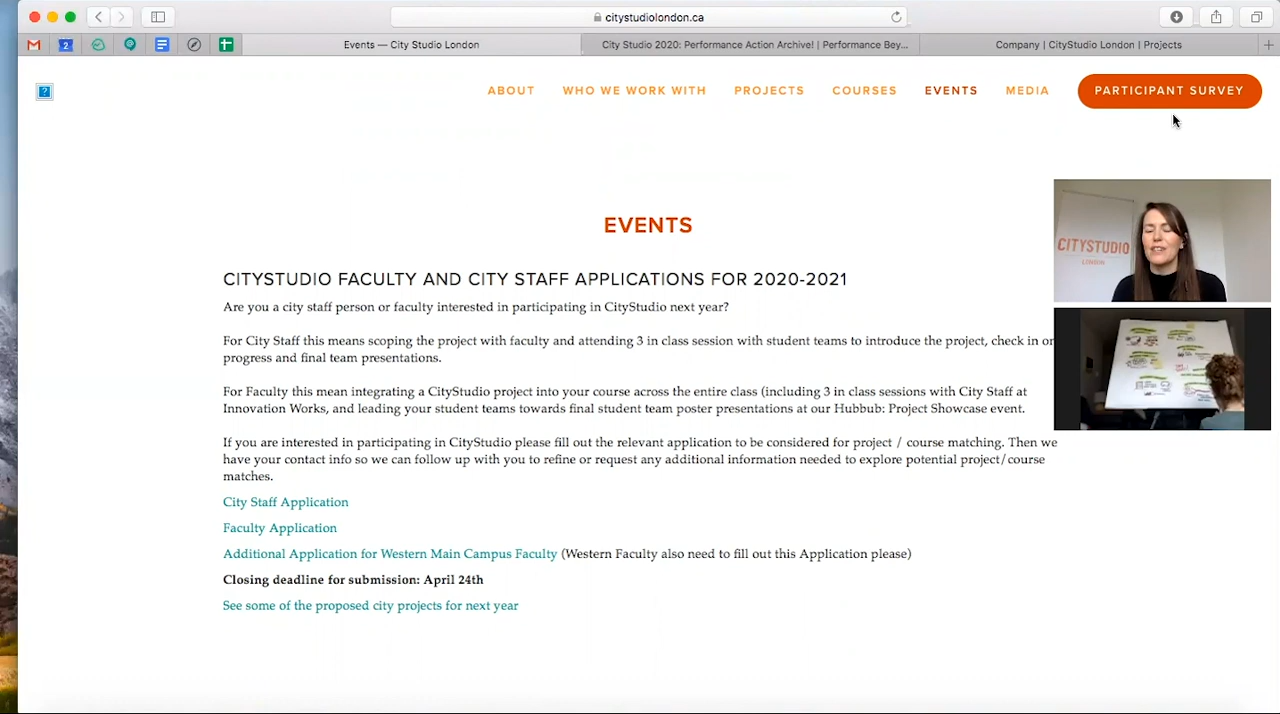 citystudiolondon.ca
2
Events — City Studio London
City Studio 2020: Performance Action Archive! | Performance Bey...
Company | CityStudio London | Projects
?
ABOUT
WHO WE WORK WITH
PROJECTS
COURSES
EVENTS
MEDIA
PARTICIPANT SURVEY
CITYSTUDIO
LONDON
EVENTS
CITYSTUDIO FACULTY AND CITY STAFF APPLICATIONS FOR 2020-2021
Are you a city staff person or faculty interested in participating in CityStudio next year?
For City Staff this means scoping the project with faculty and attending 3 in class session with student teams to introduce the project, check in on
progress and final team presentations.
For Faculty this mean integrating a CityStudio project into your course across the entire class (including 3 in class sessions with City Staff at
Innovation Works, and leading your student teams towards final student team poster presentations at our Hubbub: Project Showcase event.
If you are interested in participating in CityStudio please fill out the relevant application to be considered for project / course matching. Then we
have your contact info so we can follow up with you to refine or request any additional information needed to explore potential project/course
matches.
City Staff Application
Faculty Application
Additional Application for Western Main Campus Faculty (Western Faculty also need to fill out this Application please)
Closing deadline for submission: April 24th
See some of the proposed city projects for next year